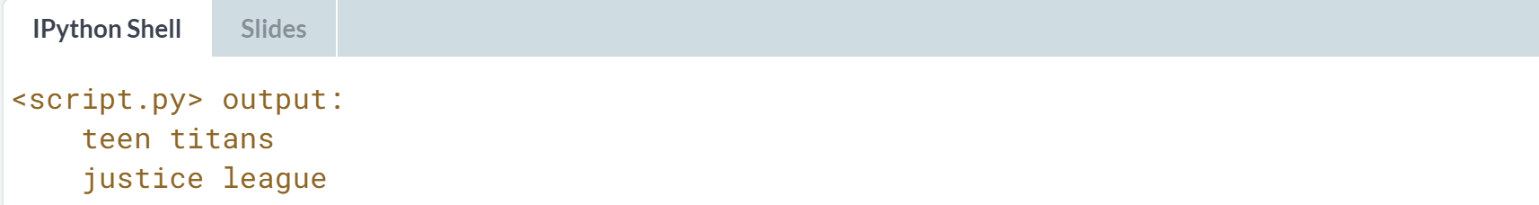 IPython Shell Slides
<script.py> output:
teen titans
justice league